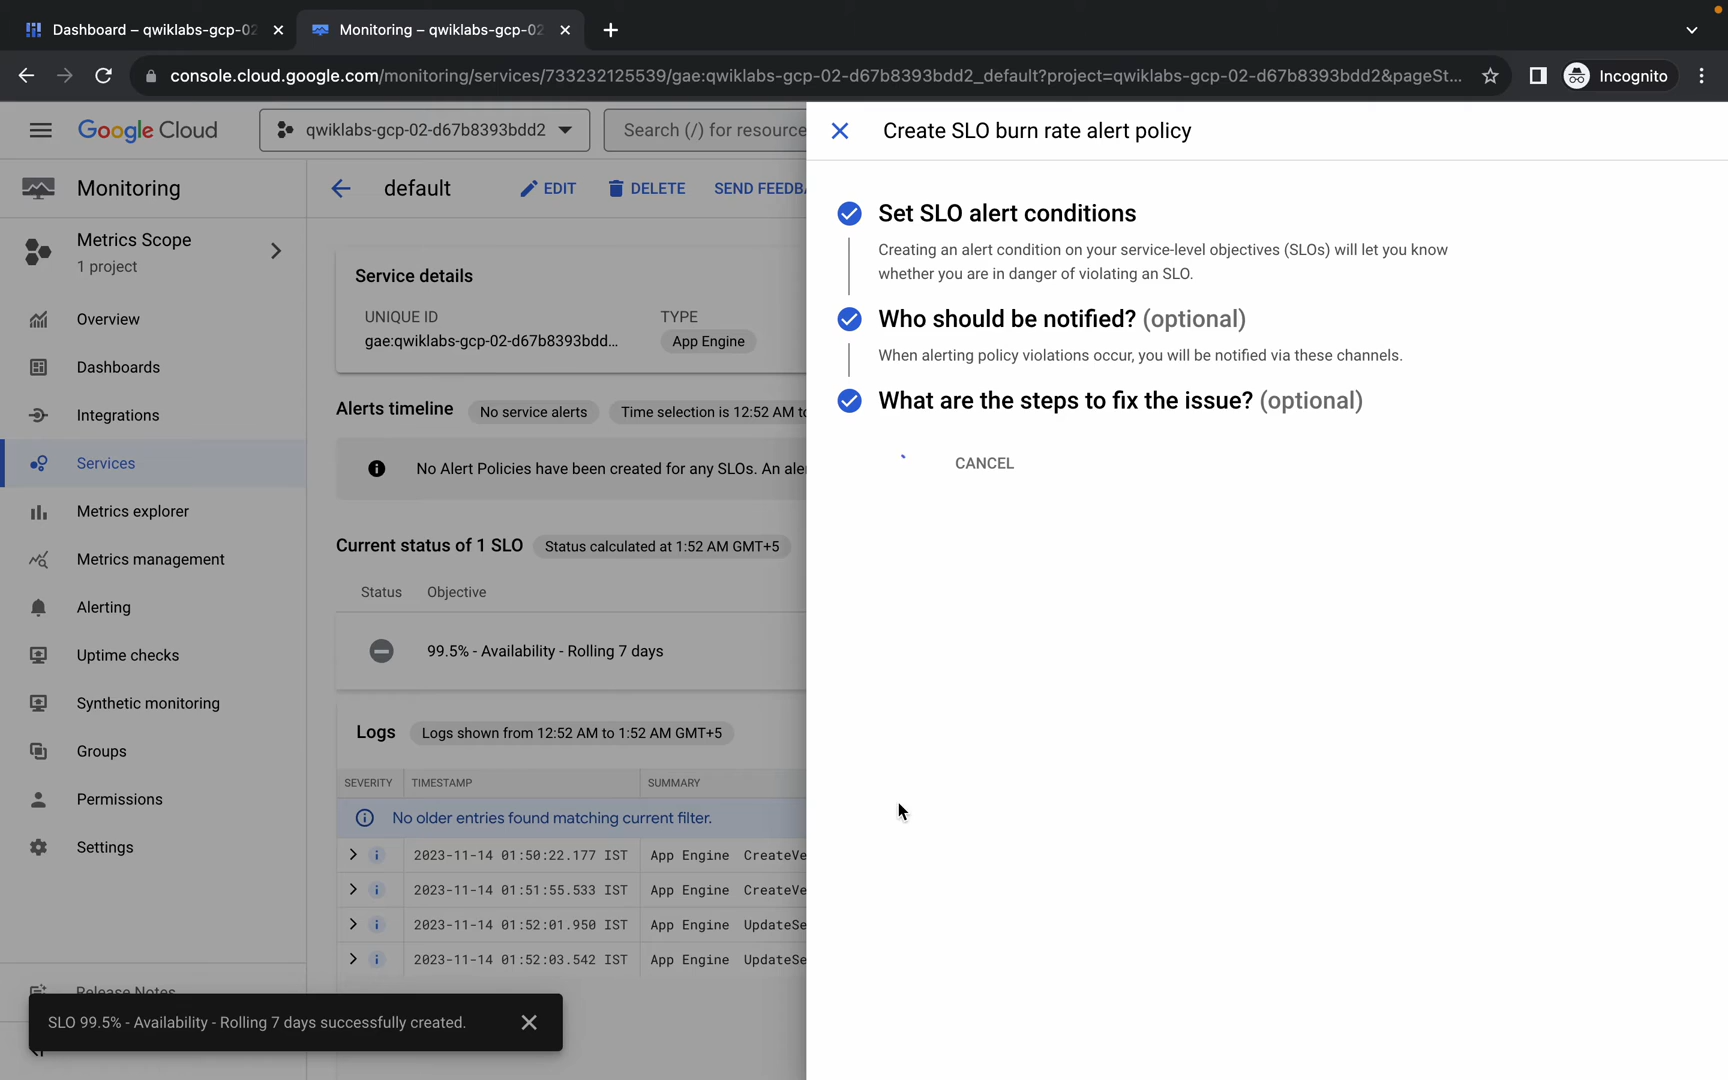 Dashboard – qwiklabs-gcp-02
Monitoring – qwiklabs-gcp-02
console.cloud.google.com/monitoring/services/733232125539/gae:qwiklabs-gcp-02-d67b8393bdd2_default?project=qwiklabs-gcp-02-d67b8393bdd2&pageSt...
Incognito
Google Cloud
qwiklabs-gcp-02-d67b8393bdd2
Search (/) for resource
Create SLO burn rate alert policy
Monitoring
default
EDIT
DELETE
SEND FEEDBA
Metrics Scope
1 project
Overview
Dashboards
Integrations
Services
Metrics explorer
Metrics management
Alerting
Uptime checks
Synthetic monitoring
Groups
Permissions
Settings
Release Notes
Service details
UNIQUE ID
TYPE
gae:qwiklabs-gcp-02-d67b8393bdd...
App Engine
Alerts timeline
No service alerts
Time selection is 12:52 AM to
No Alert Policies have been created for any SLOs. An aler
Current status of 1 SLO
Status calculated at 1:52 AM GMT+5
Status
Objective
99.5% - Availability - Rolling 7 days
Logs
Logs shown from 12:52 AM to 1:52 AM GMT+5
SEVERITY
TIMESTAMP
SUMMARY
No older entries found matching current filter.
2023-11-14 01:50:22.177 IST App Engine CreateVe
2023-11-14 01:51:55.533 IST App Engine CreateVe
2023-11-14 01:52:01.950 IST App Engine UpdateSe
2023-11-14 01:52:03.542 IST App Engine UpdateSe
Set SLO alert conditions
Creating an alert condition on your service-level objectives (SLOs) will let you know
whether you are in danger of violating an SLO.
Who should be notified? (optional)
When alerting policy violations occur, you will be notified via these channels.
What are the steps to fix the issue? (optional)
CANCEL
SLO 99.5% - Availability - Rolling 7 days successfully created.